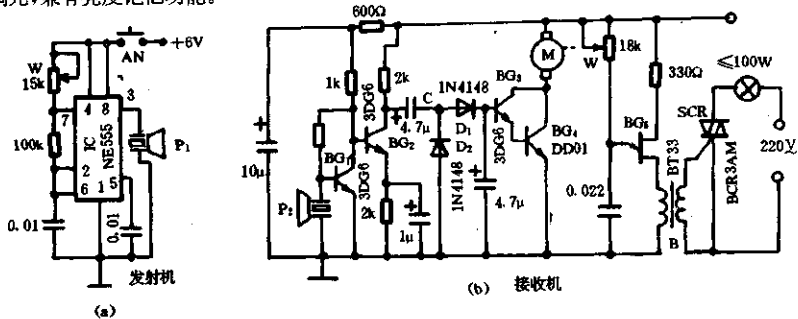 600Ω
AN
+6V
W
15k
100k
7
4
8
3
IC
NE555
2
6
1
5
P₁
0.01
0.01
发射机
(a)
10μ
1k
2k
3DG6
C
4.7μ
BG₁
3DG6
BG₂
P₂
2k
1μ
1N4148
D₁
D₂
1N4148
4.7μ
BG₃
3DG6
BG₄
DD01
M
W
18k
330Ω
BG₅
BT33
0.022
B
SCR
BCR3AM
≤100W
220V
(b)
接收机